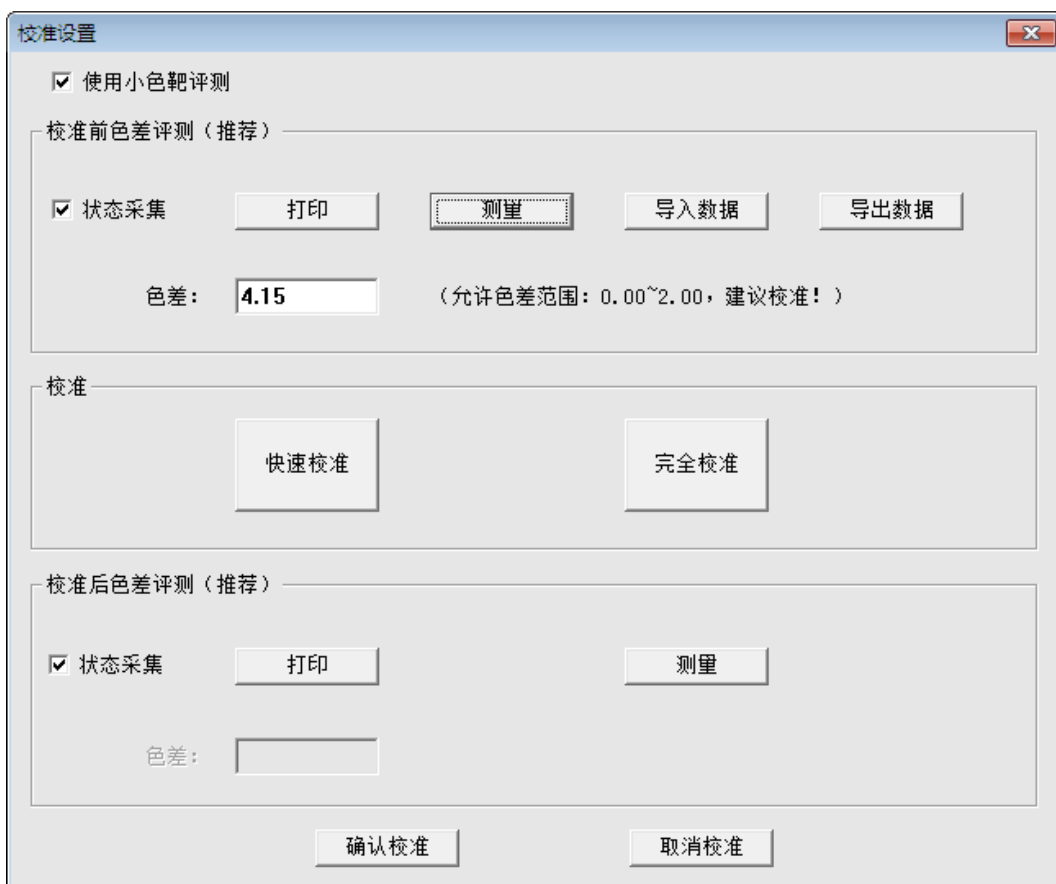 校准设置
使用小色靶评测
校准前色差评测（推荐）
状态采集 打印 测量 导入数据 导出数据
色差： 4.15 （允许色差范围：0.00~2.00，建议校准！）
校准
快速校准 完全校准
校准后色差评测（推荐）
状态采集 打印 测量
色差：
确认校准 取消校准